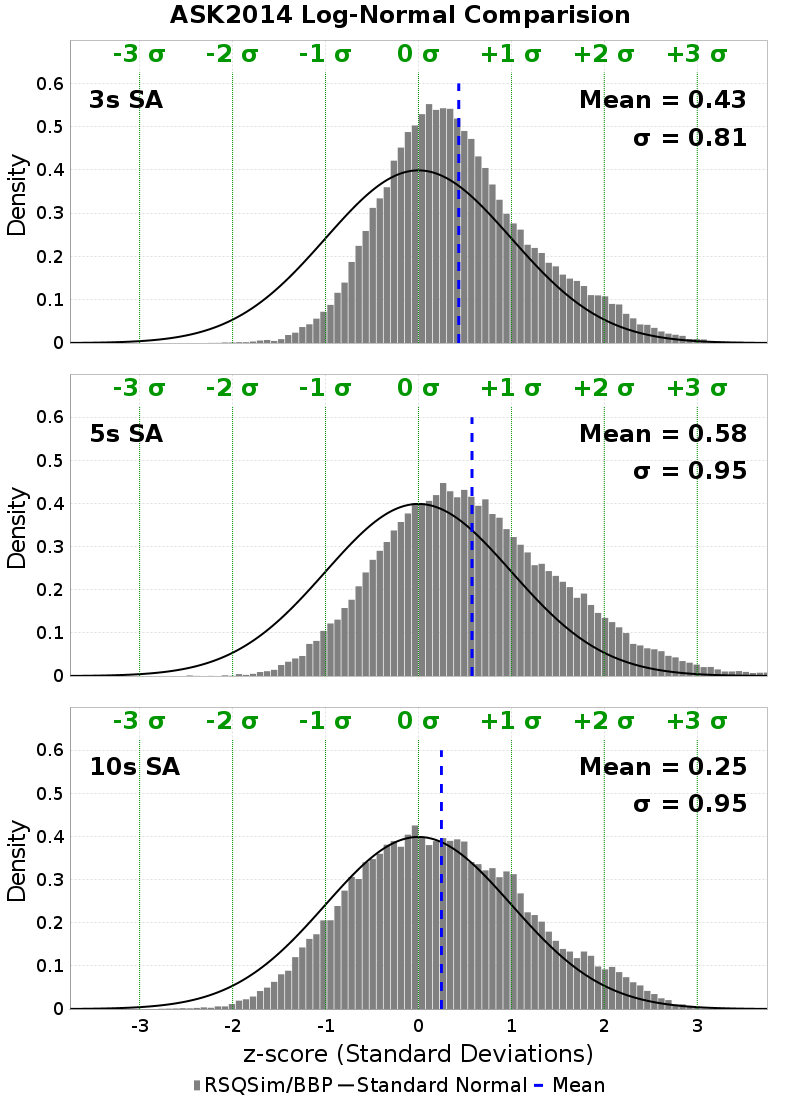 ASK2014 Log-Normal Comparision
-3 σ -2 σ -1 σ 0 σ +1 σ +2 σ +3 σ
0.6
3s SA
Mean = 0.43
0.5
σ = 0.81
0.4
0.3
0.2
0.1
0
Density
-3 σ -2 σ -1 σ 0 σ +1 σ +2 σ +3 σ
0.6
5s SA
Mean = 0.58
0.5
σ = 0.95
0.4
0.3
0.2
0.1
0
Density
-3 σ -2 σ -1 σ 0 σ +1 σ +2 σ +3 σ
0.6
10s SA
Mean = 0.25
0.5
σ = 0.95
0.4
0.3
0.2
0.1
0
Density
-3 -2 -1 0 1 2 3
z-score (Standard Deviations)
RSQSim/BBP Standard Normal Mean